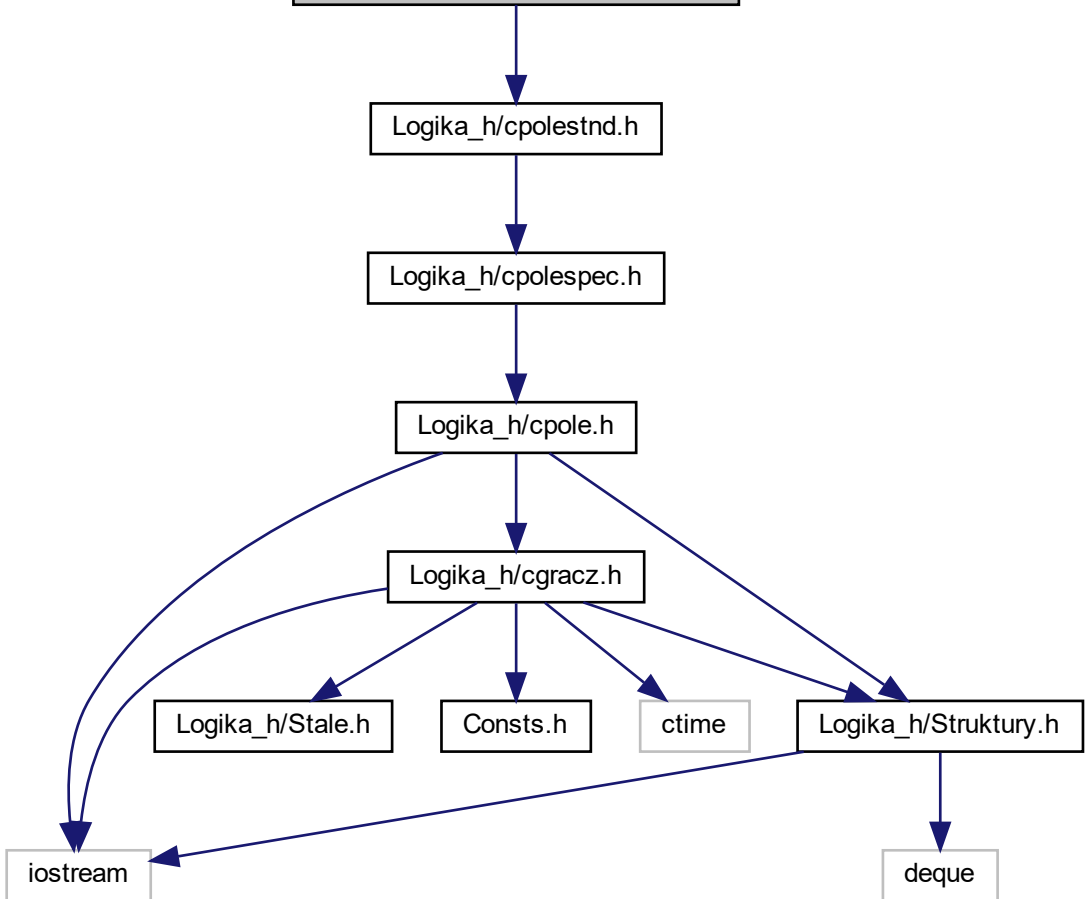 Logika_h/cpolestnd.h
Logika_h/cpolespec.h
Logika_h/cpole.h
Logika_h/cgracz.h
Logika_h/Stale.h
Consts.h
ctime
Logika_h/Struktury.h
iostream
deque